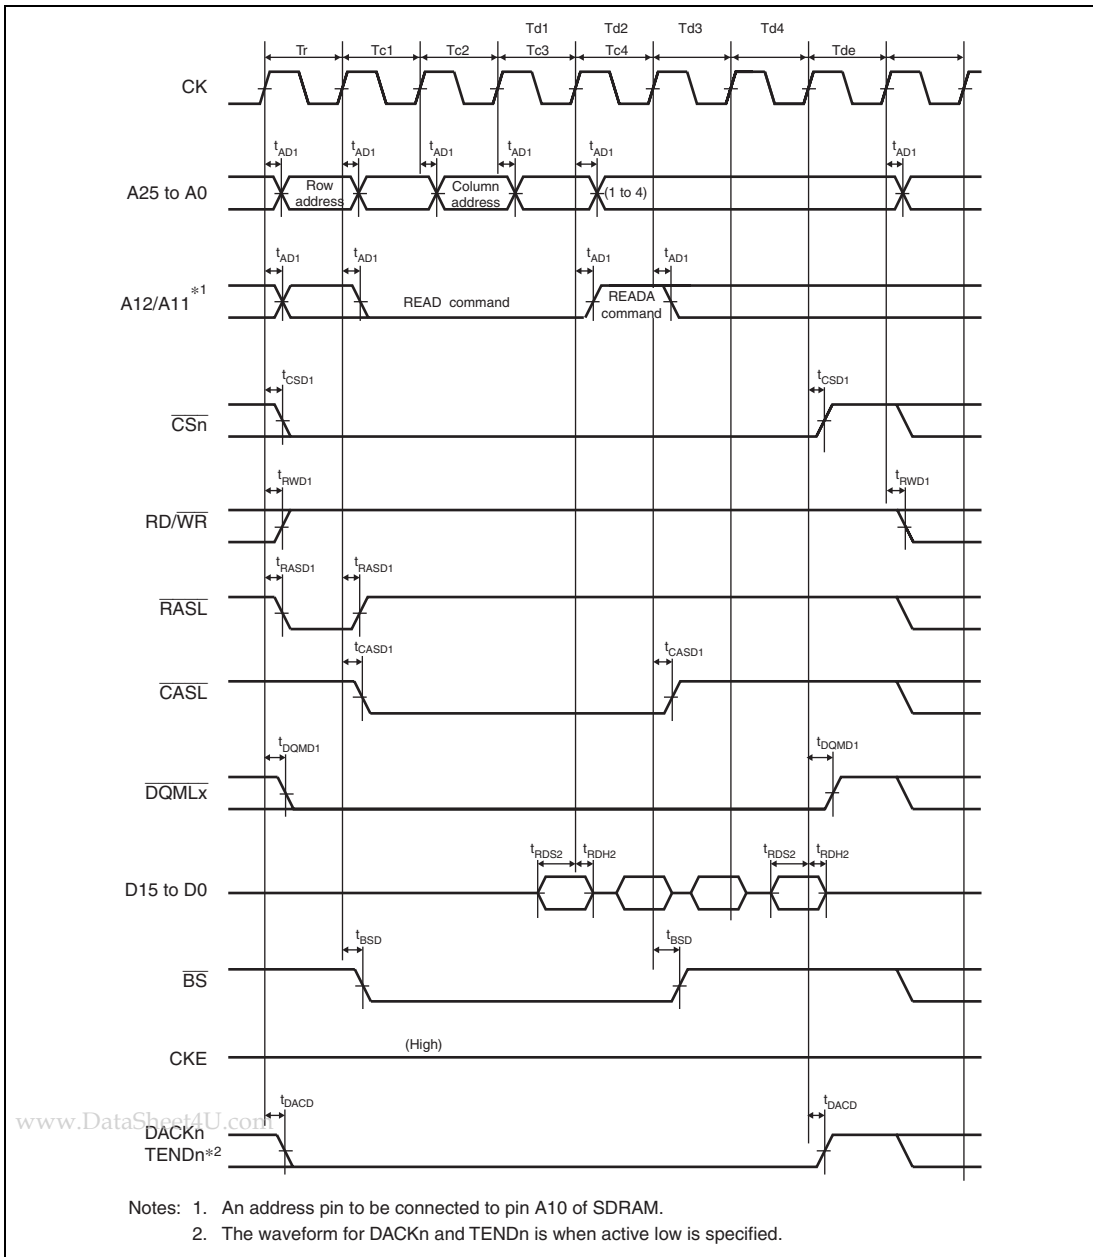 Td1 Td2 Td3 Td4
Tr Tc1 Tc2 Tc3 Tc4 Tde
CK
tAD1 tAD1 tAD1 tAD1 tAD1 tAD1
A25 to A0
Row address
Column address
(1 to 4)
tAD1 tAD1 tAD1 tAD1
A12/A11*1
READ command
READA command
tCSD1 tCSD1
CSn
tRWD1 tRWD1
RD/WR
tRASD1 tRASD1
RASL
tCASD1 tCASD1
CASL
tDQMD1 tDQMD1
DQMLx
tRDS2 tRDH2 tRDS2 tRDH2
D15 to D0
tBSD tBSD
BS
(High)
CKE
tDACD tDACD
www.DataSheet4U.com
DACKn
TENDn*2
Notes: 1. An address pin to be connected to pin A10 of SDRAM.
2. The waveform for DACKn and TENDn is when active low is specified.